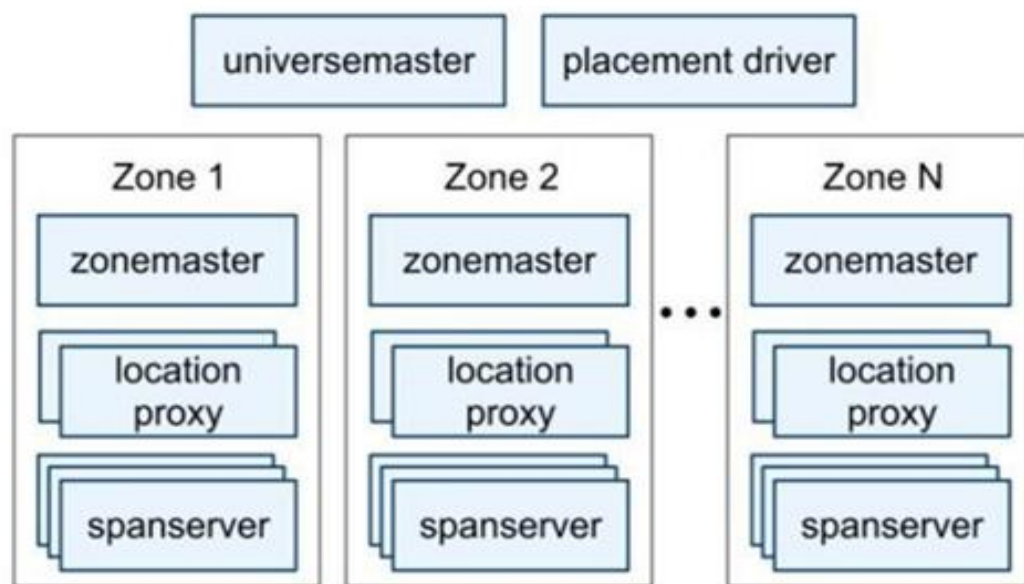 universemaster
placement driver
Zone 1
zonemaster
location
proxy
spanserver
Zone 2
zonemaster
location
proxy
spanserver
Zone N
zonemaster
location
proxy
spanserver